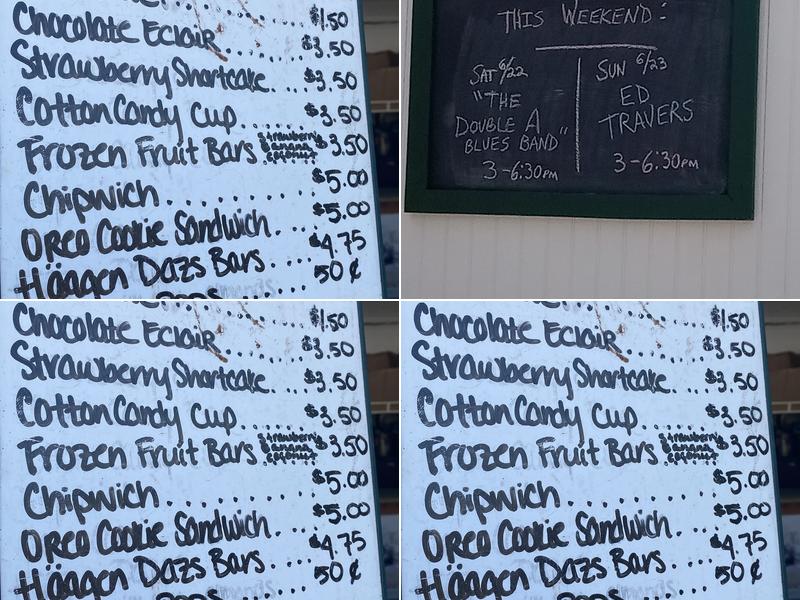 $1.50
Chocolate Eclair......$3.50
Strawberry Shortcake....$3.50
Cotton Candy Cup......$3.50
Frozen Fruit Bars Strawberry Banana Coconut $3.50
Chipwich.........$5.00
Oreo Cookie Sandwich...$5.00
Häagen Dazs Bars.....$4.75
50¢
THIS WEEKEND:
SAT 6/22
"THE
DOUBLE A
BLUES BAND"
3-6:30PM
SUN 6/23
ED
TRAVERS
3-6:30PM
$1.50
Chocolate Eclair......$3.50
Strawberry Shortcake....$3.50
Cotton Candy Cup......$3.50
Frozen Fruit Bars Strawberry Banana Coconut $3.50
Chipwich.........$5.00
Oreo Cookie Sandwich...$5.00
Häagen Dazs Bars.....$4.75
50¢
$1.50
Chocolate Eclair......$3.50
Strawberry Shortcake....$3.50
Cotton Candy Cup......$3.50
Frozen Fruit Bars Strawberry Banana Coconut $3.50
Chipwich.........$5.00
Oreo Cookie Sandwich...$5.00
Häagen Dazs Bars.....$4.75
50¢